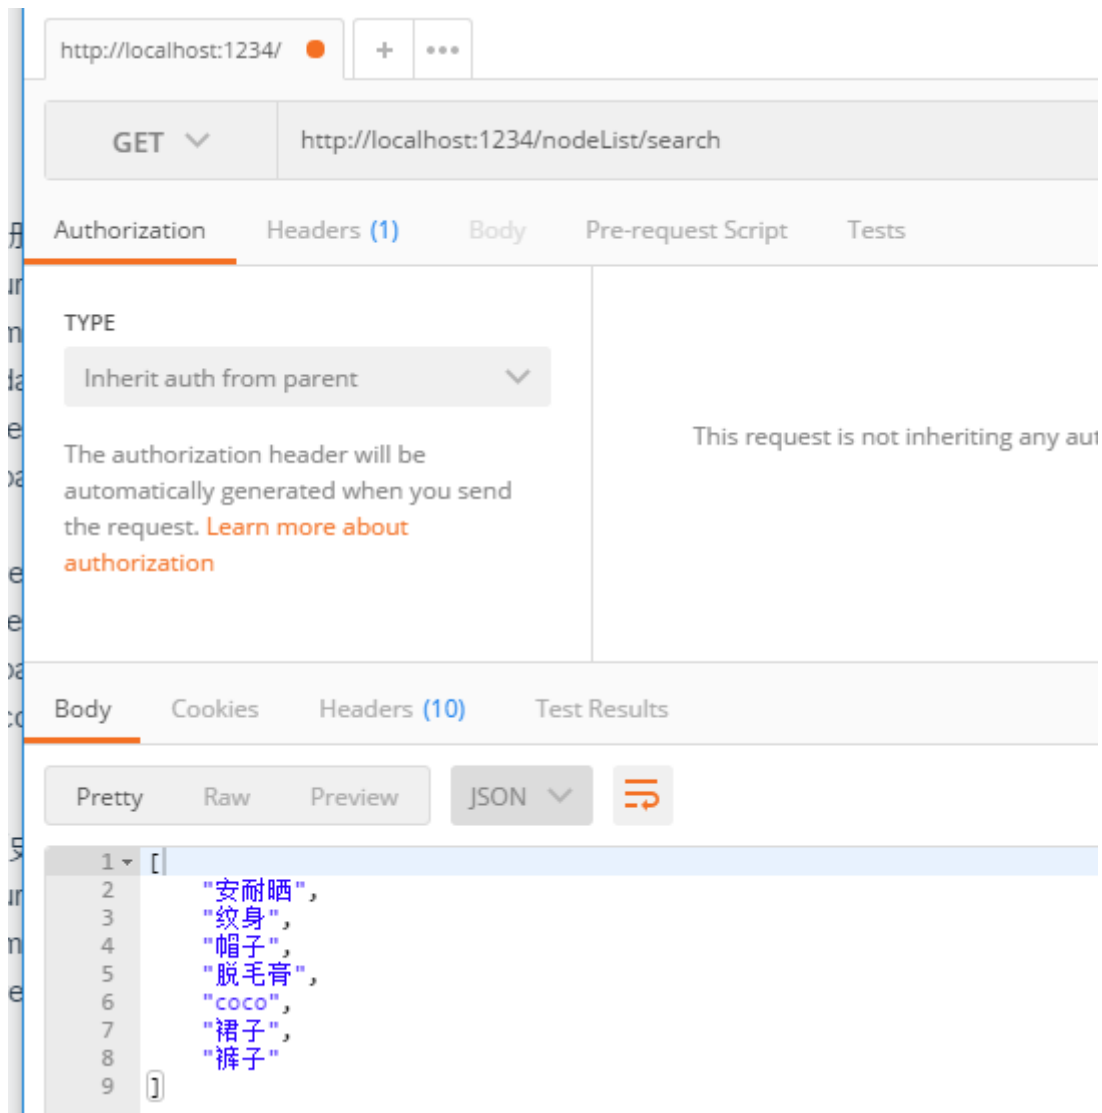 http://localhost:1234/
GET
http://localhost:1234/nodeList/search
Authorization Headers (1) Body Pre-request Script Tests
TYPE
Inherit auth from parent
The authorization header will be
automatically generated when you send
the request. Learn more about
authorization
This request is not inheriting any
Body Cookies Headers (10) Test Results
Pretty Raw Preview JSON
1 [
2 "安耐晒",
3 "纹身",
4 "帽子",
5 "脱毛膏",
6 "coco",
7 "裙子",
8 "裤子"
9 ]